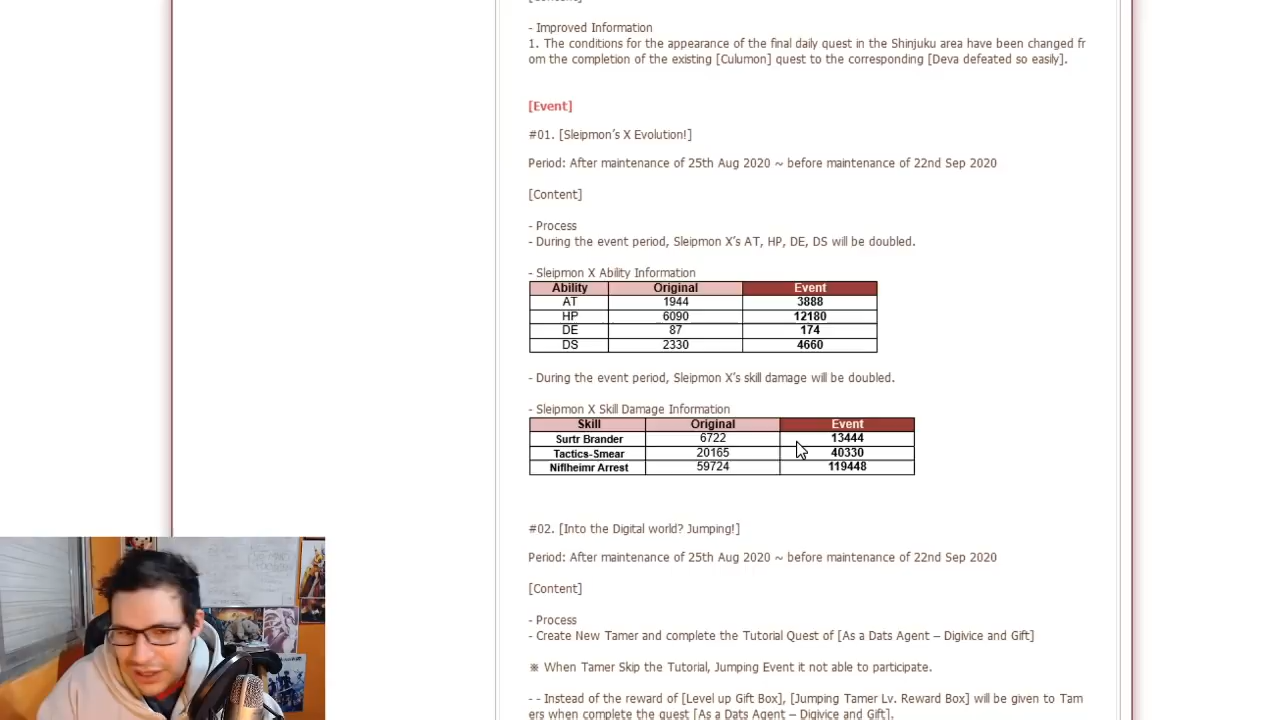 [Content]
- Improved Information
1. The conditions for the appearance of the final daily quest in the Shinjuku area have been changed fr
om the completion of the existing [Culumon] quest to the corresponding [Deva defeated so easily].
[Event]
#01. [Sleipmon's X Evolution!]
Period: After maintenance of 25th Aug 2020 ~ before maintenance of 22nd Sep 2020
[Content]
- Process
- During the event period, Sleipmon X's AT, HP, DE, DS will be doubled.
- Sleipmon X Ability Information
Ability Original Event
AT 1944 3888
HP 6090 12180
DE 87 174
DS 2330 4660
- During the event period, Sleipmon X's skill damage will be doubled.
- Sleipmon X Skill Damage Information
Skill Original Event
Surtr Brander 6722 13444
Tactics-Smear 20165 40330
Niflheimr Arrest 59724 119448
#02. [Into the Digital world? Jumping!]
Period: After maintenance of 25th Aug 2020 ~ before maintenance of 22nd Sep 2020
[Content]
- Process
- Create New Tamer and complete the Tutorial Quest of [As a Dats Agent – Digivice and Gift]
※ When Tamer Skip the Tutorial, Jumping Event it not able to participate.
- - Instead of the reward of [Level up Gift Box], [Jumping Tamer Lv. Reward Box] will be given to Tam
ers when complete the quest [As a Dats Agent – Digivice and Gift].